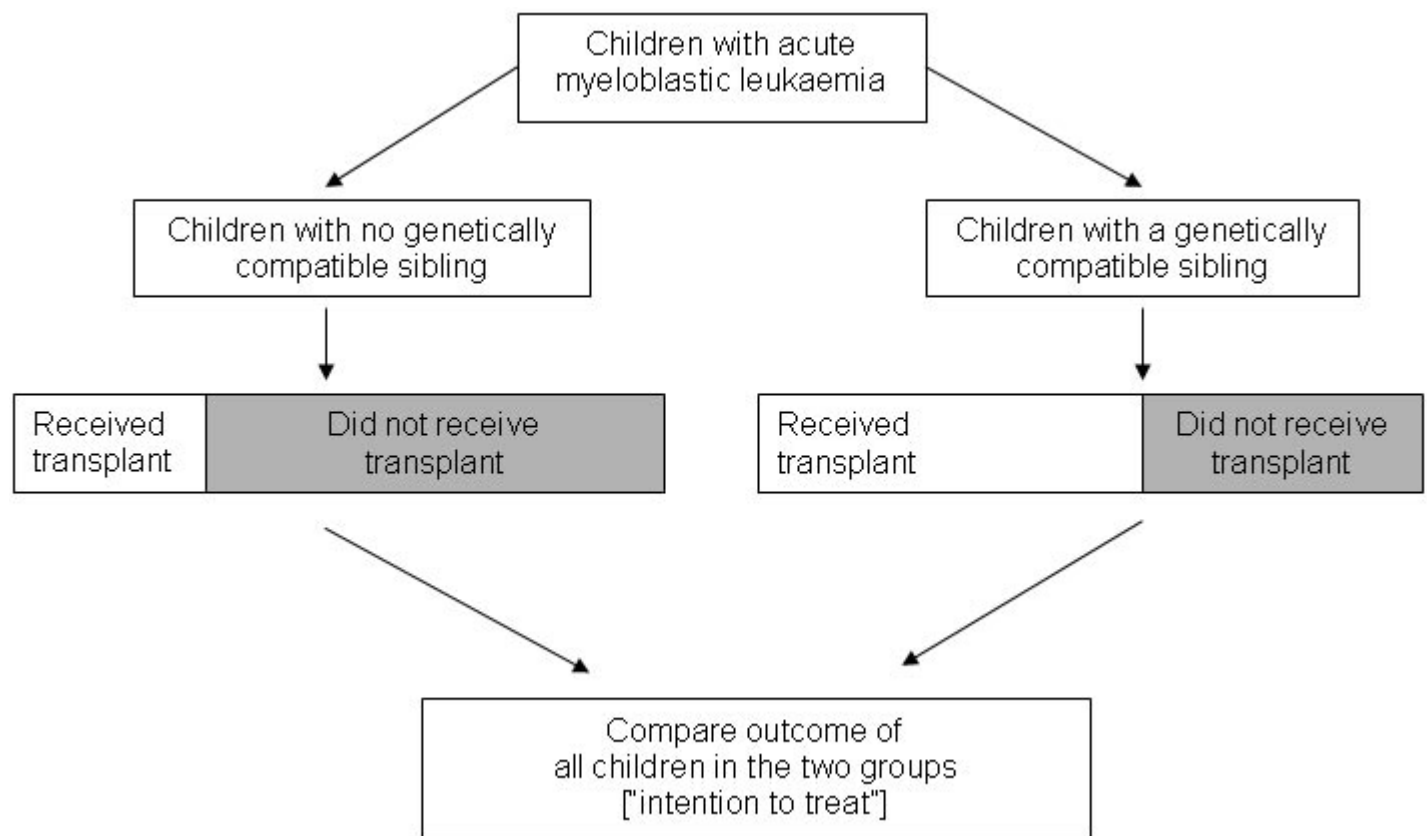 Children with acute
myeloblastic leukaemia
Children with no genetically
compatible sibling
Children with a genetically
compatible sibling
Received
transplant
Did not receive
transplant
Received
transplant
Did not receive
transplant
Compare outcome of
all children in the two groups
["intention to treat"]